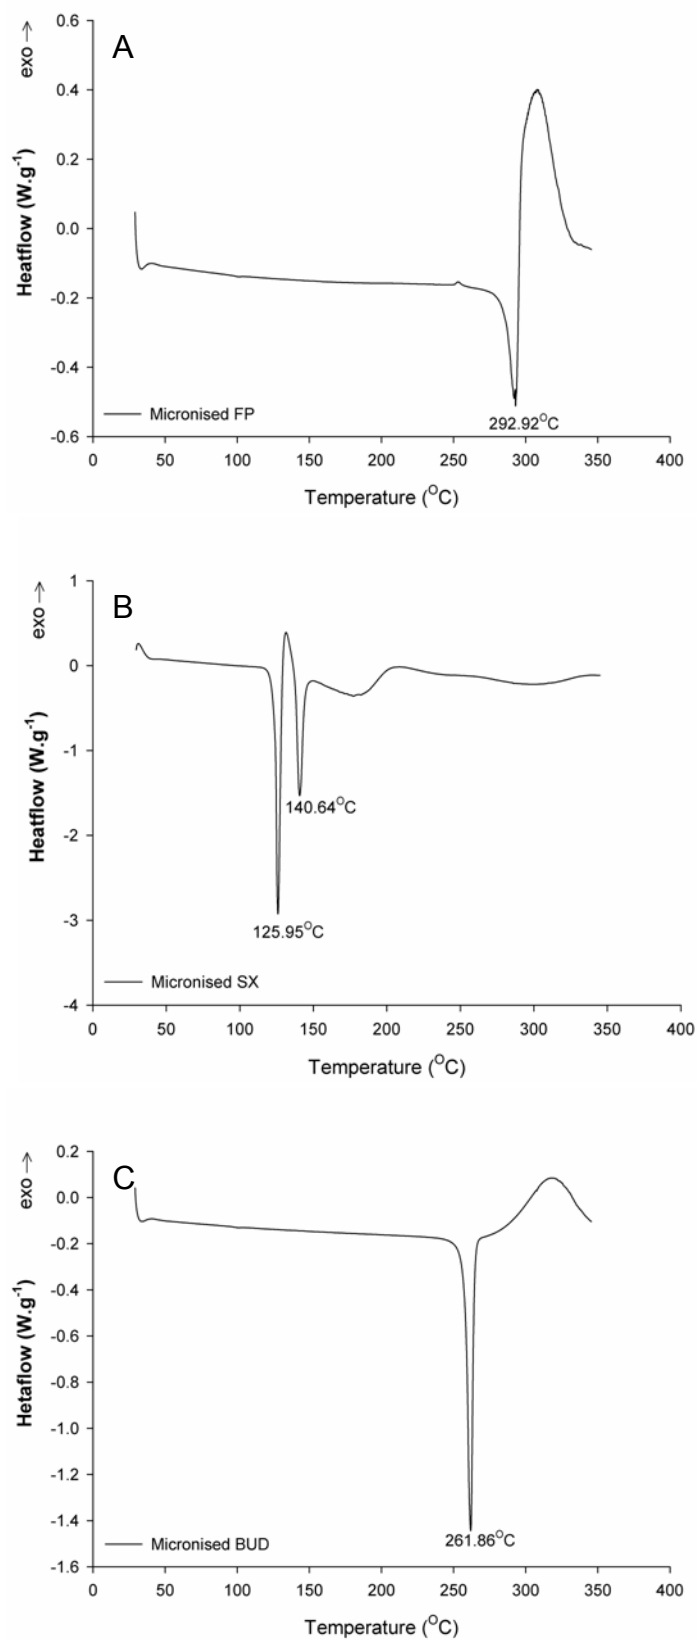 A
exo →
Heatflow (W.g⁻¹)
0.6
0.4
0.2
0.0
-0.2
-0.4
-0.6
Micronised FP
292.92°C
0 50 100 150 200 250 300 350 400
Temperature (°C)
B
exo →
Heatflow (W.g⁻¹)
1
0
-1
-2
-3
-4
140.64°C
125.95°C
Micronised SX
0 50 100 150 200 250 300 350 400
Temperature (°C)
C
exo →
Hetaflow (W.g⁻¹)
0.2
0.0
-0.2
-0.4
-0.6
-0.8
-1.0
-1.2
-1.4
-1.6
261.86°C
Micronised BUD
0 50 100 150 200 250 300 350 400
Temperature (°C)